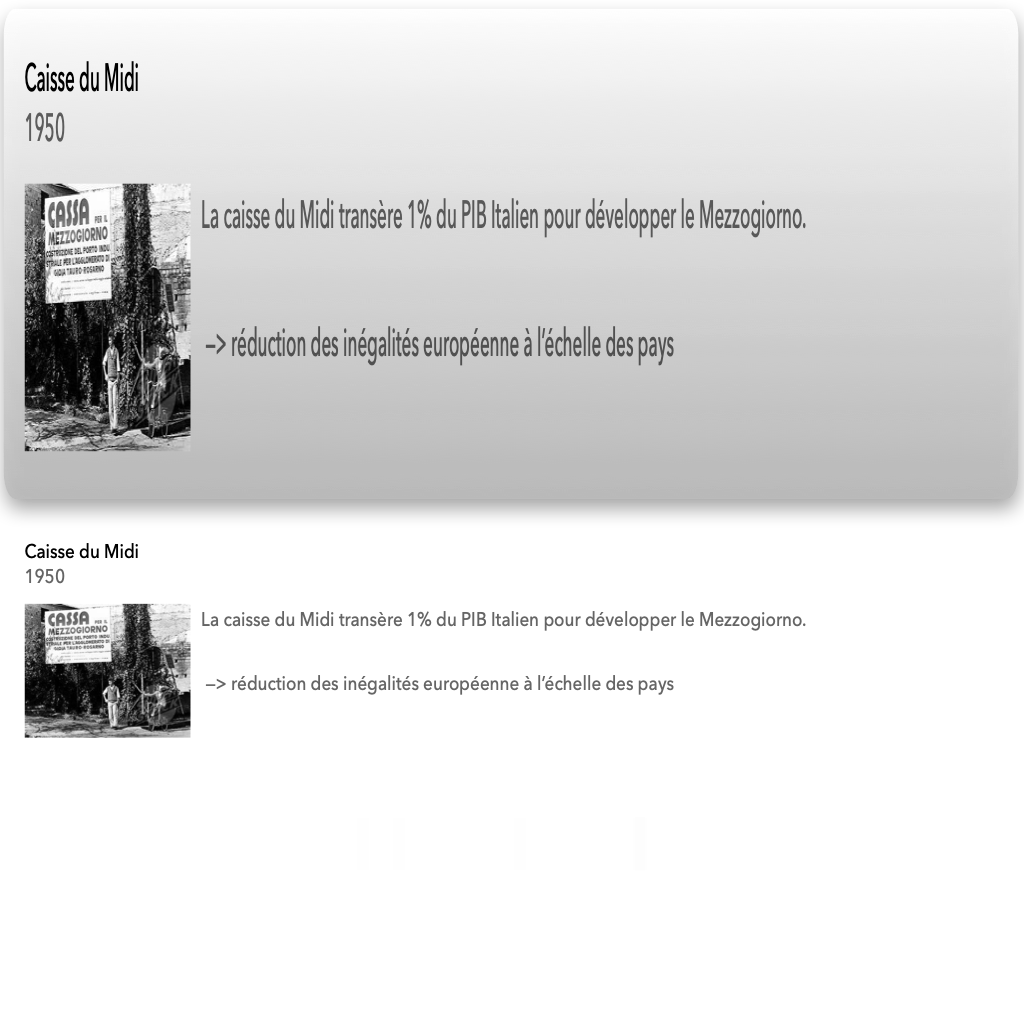 Caisse du Midi
1950
CASSA PER IL
MEZZOGIORNO
COSTRUZIONE DEL PORTO INDU
STRIALE PER L'AGGLOMERATO DI
GIOIA TAURO-ROSARNO
La caisse du Midi transère 1% du PIB Italien pour développer le Mezzogiorno.
–> réduction des inégalités européenne à l'échelle des pays
Caisse du Midi
1950
CASSA PER IL
MEZZOGIORNO
COSTRUZIONE DEL PORTO INDU
STRIALE PER L'AGGLOMERATO DI
GIOIA TAURO-ROSARNO
La caisse du Midi transère 1% du PIB Italien pour développer le Mezzogiorno.
–> réduction des inégalités européenne à l'échelle des pays